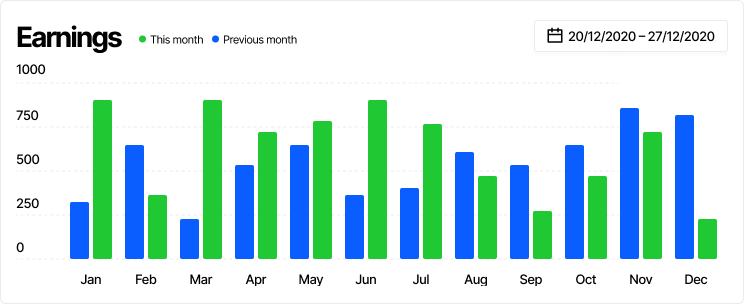 Earnings
This month
Previous month
20/12/2020 – 27/12/2020
1000
750
500
250
0
Jan Feb Mar Apr May Jun Jul Aug Sep Oct Nov Dec